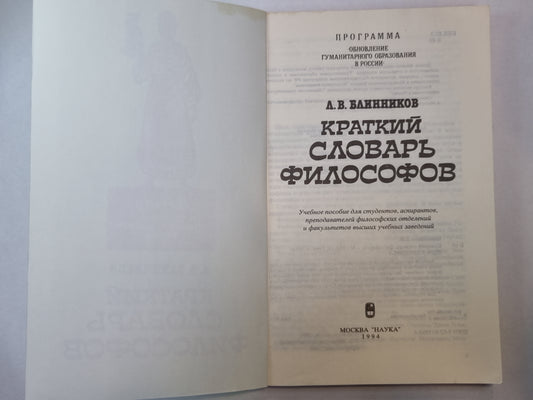 ПРОГРАММА
ОБНОВЛЕНИЕ
ГУМАНИТАРНОГО ОБРАЗОВАНИЯ
В РОССИИ
Л. В. БЛИННИКОВ
КРАТКИЙ
СЛОВАРЬ
ФИЛОСОФОВ
Учебное пособие для студентов, аспирантов,
преподавателей философских отделений
и факультетов высших учебных заведений
МОСКВА "НАУКА"
1994